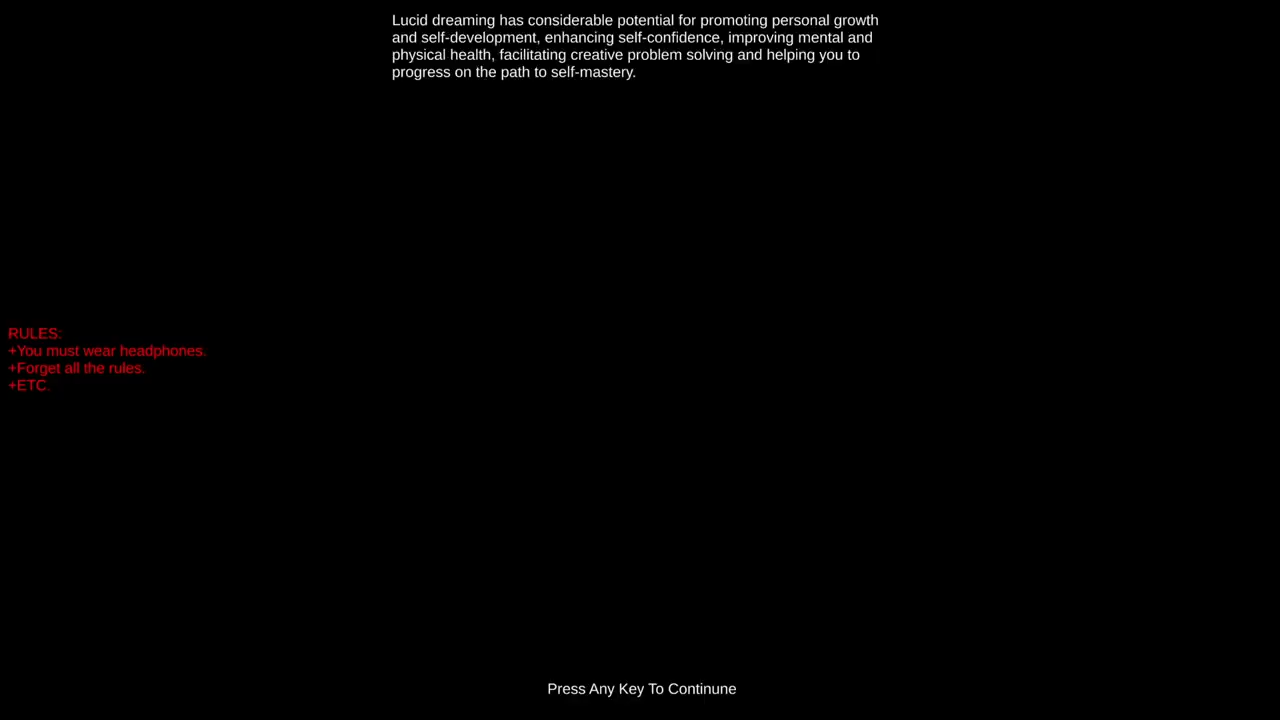 Lucid dreaming has considerable potential for promoting personal growth
and self-development, enhancing self-confidence, improving mental and
physical health, facilitating creative problem solving and helping you to
progress on the path to self-mastery.
RULES:
+You must wear headphones.
+Forget all the rules.
+ETC.
Press Any Key To Continune